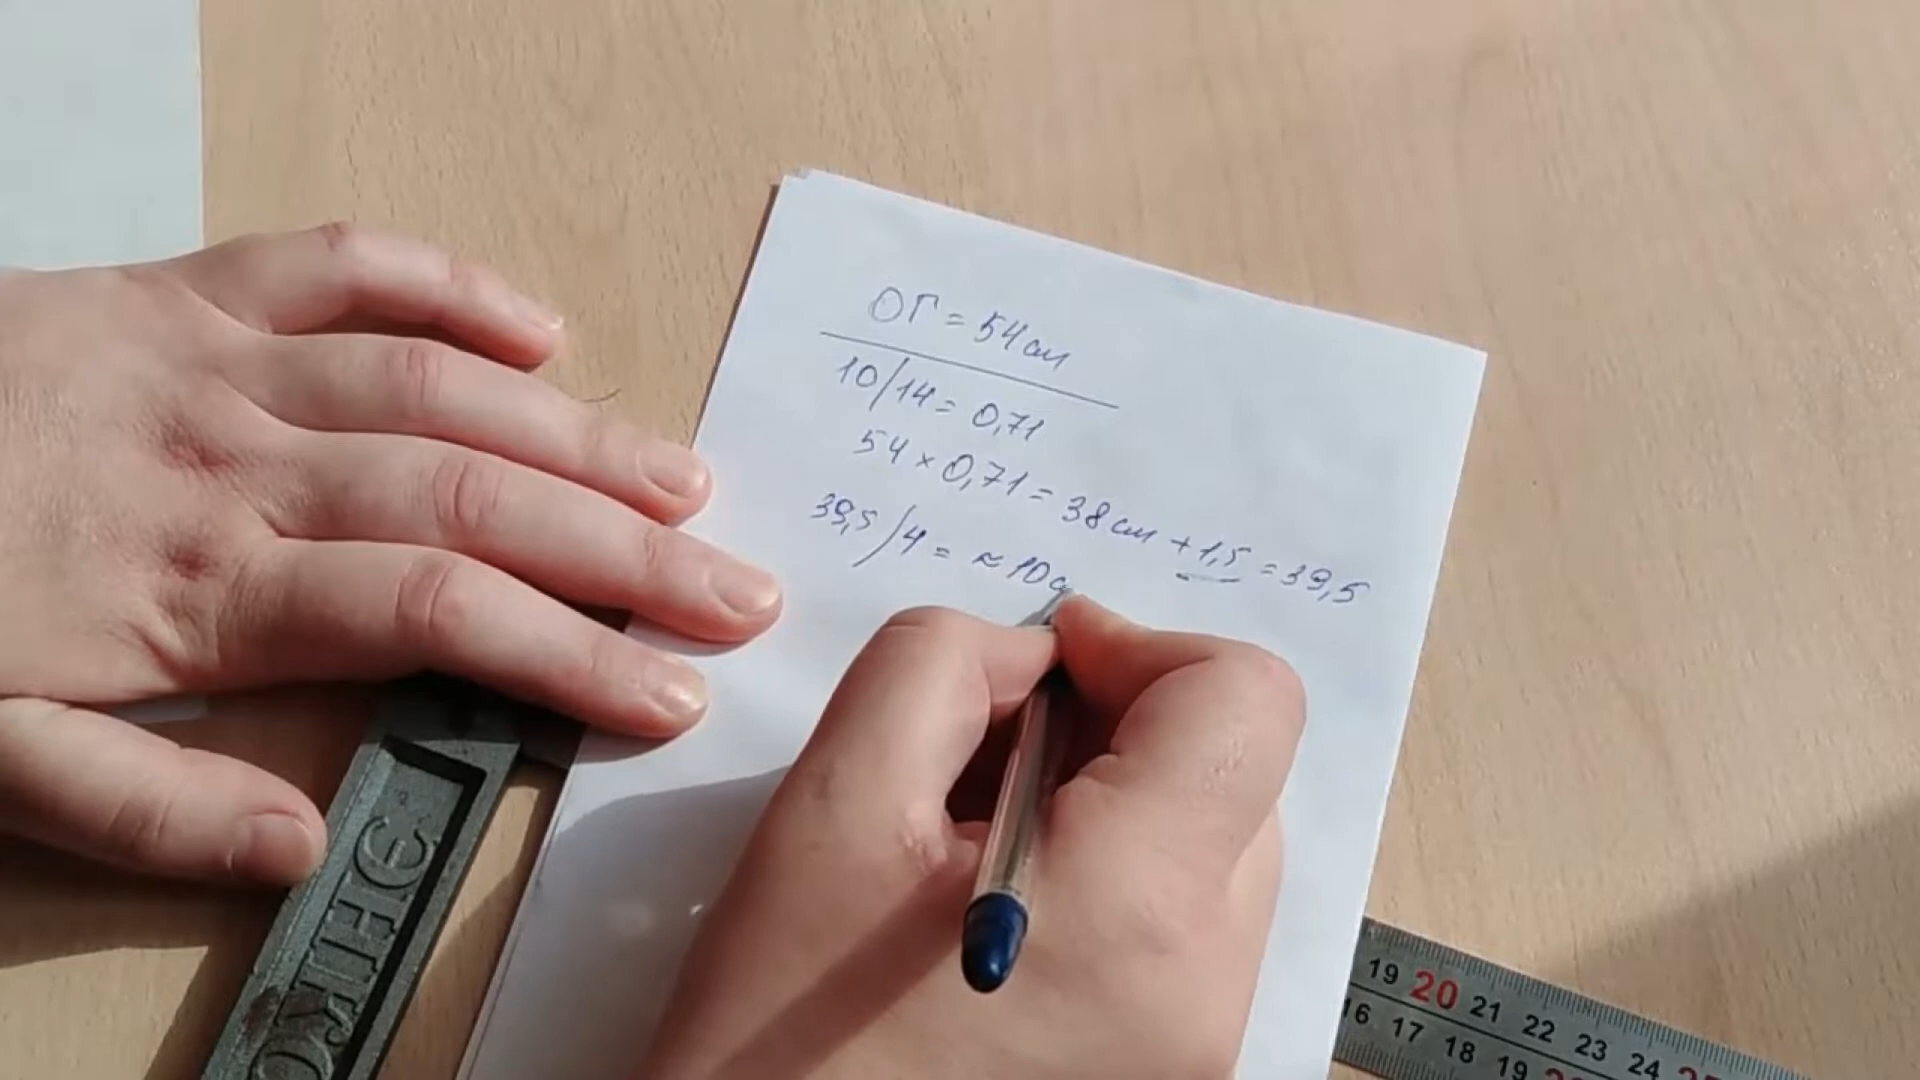 ОГ = 54 см
10/14 = 0,71
54 × 0,71 = 38 см + 1,5 = 39,5
39,5/4 = ≈ 10 с
19 20 21 22 23 24
16 17 18 19